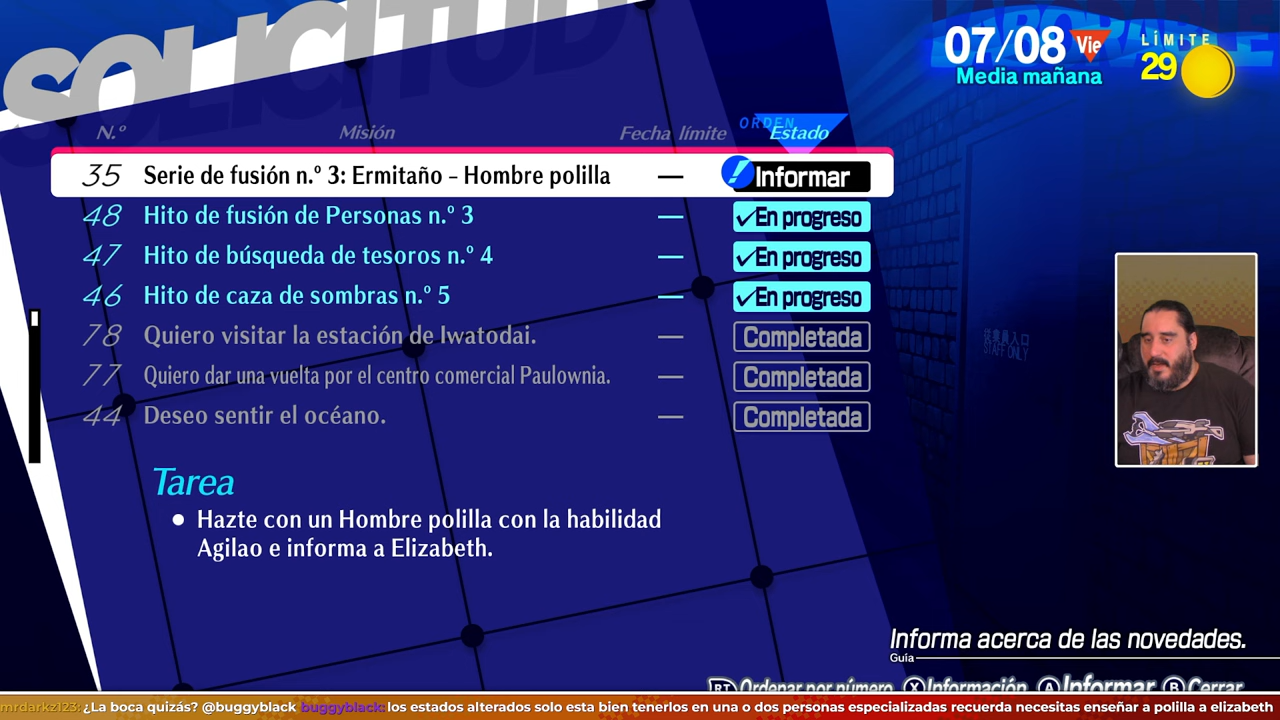 SOLICITUD
LABORABLE
07/08 Vie
LÍMITE
Media mañana
29
ORDEN
N.º Misión Fecha límite Estado
35 Serie de fusión n.º 3: Ermitaño – Hombre polilla — Informar
48 Hito de fusión de Personas n.º 3 — En progreso
47 Hito de búsqueda de tesoros n.º 4 — En progreso
46 Hito de caza de sombras n.º 5 — En progreso
78 Quiero visitar la estación de Iwatodai. — Completada
77 Quiero dar una vuelta por el centro comercial Paulownia. — Completada
44 Deseo sentir el océano. — Completada
STAFF ONLY
Tarea
• Hazte con un Hombre polilla con la habilidad
Agilao e informa a Elizabeth.
Informa acerca de las novedades.
Guía
RT Ordenar por número X Información A Informar B Cerrar
mrdarkz123: ¿La boca quizás? @buggyblack buggyblack: los estados alterados solo esta bien tenerlos en una o dos personas especializadas recuerda necesitas enseñar a polilla a elizabeth